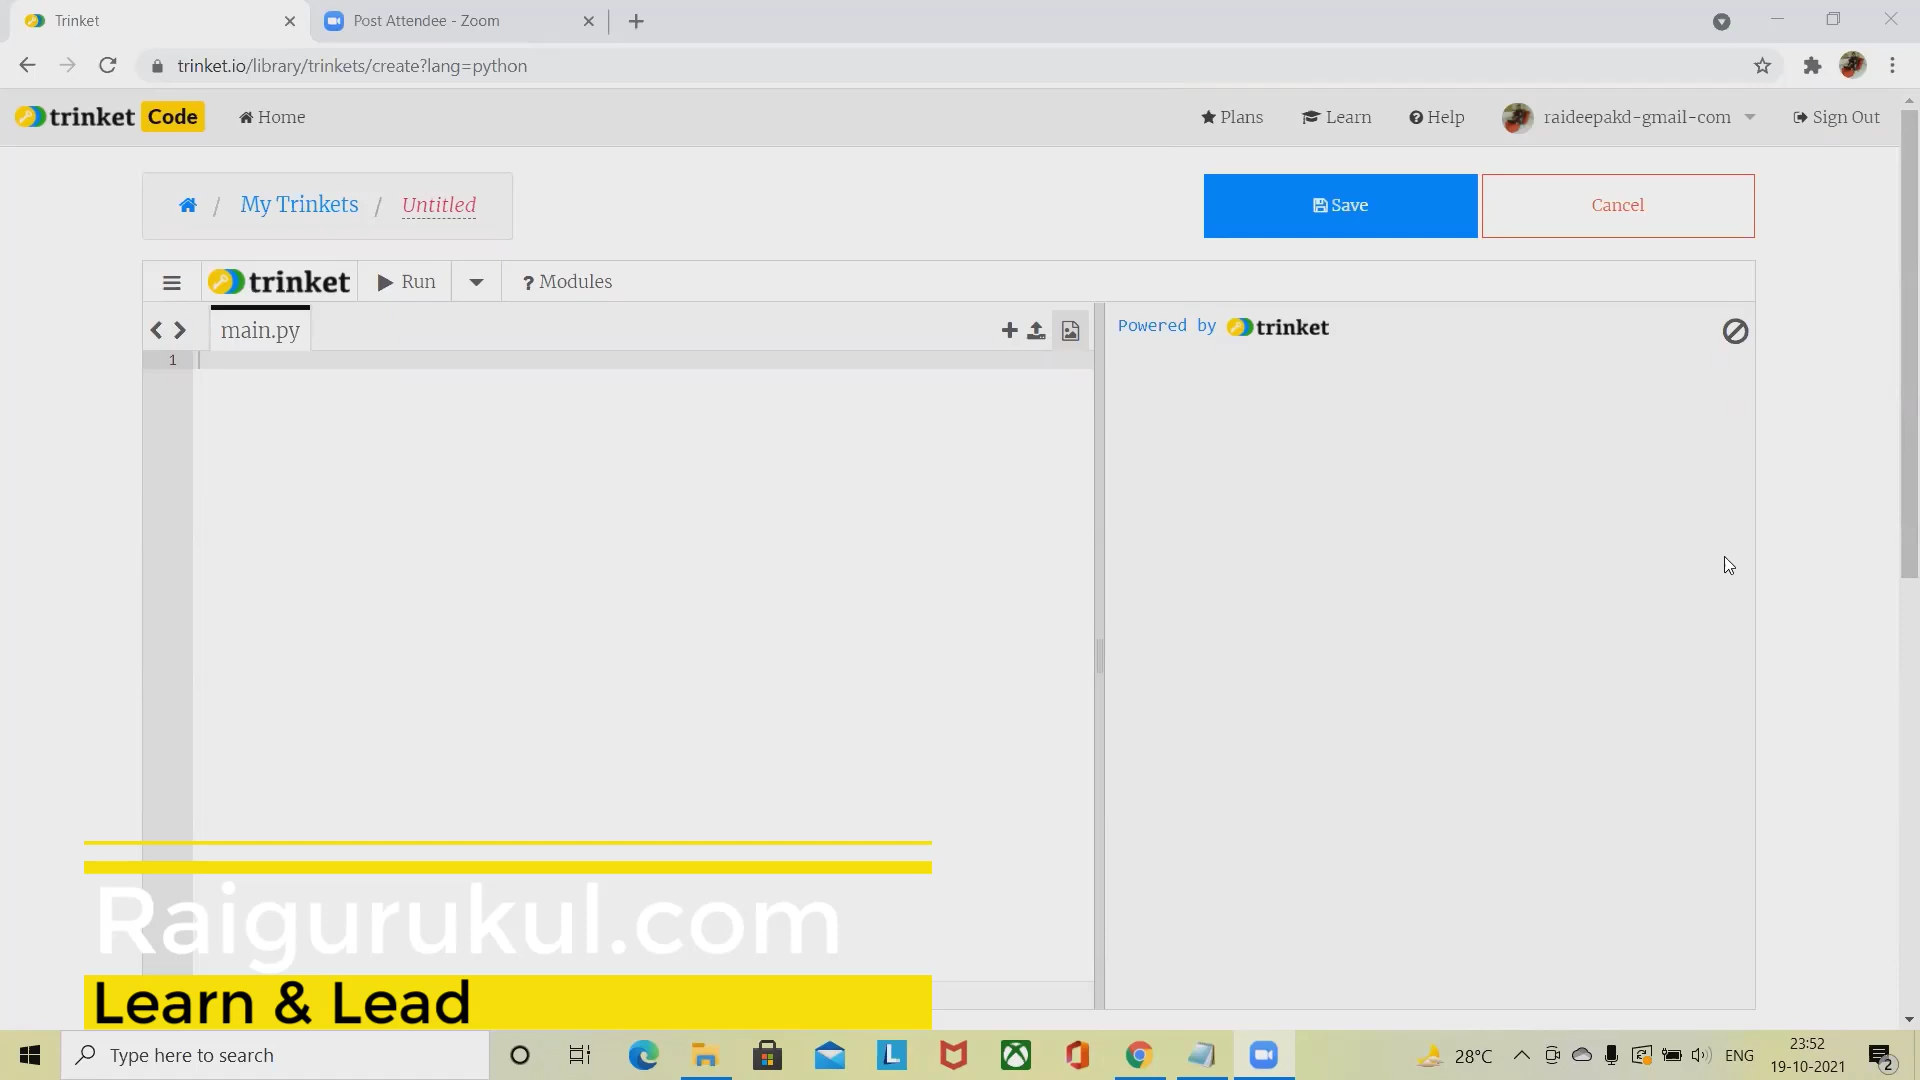 Trinket
Post Attendee - Zoom
trinket.io/library/trinkets/create?lang=python
trinket Code
Home
Plans
Learn
Help
raideepakd-gmail-com
Sign Out
/ My Trinkets / Untitled
Save
Cancel
trinket
Run
? Modules
main.py
Powered by trinket
1
Raigurukul.com
Learn & Lead
Type here to search
28°C
ENG
23:52
19-10-2021
2